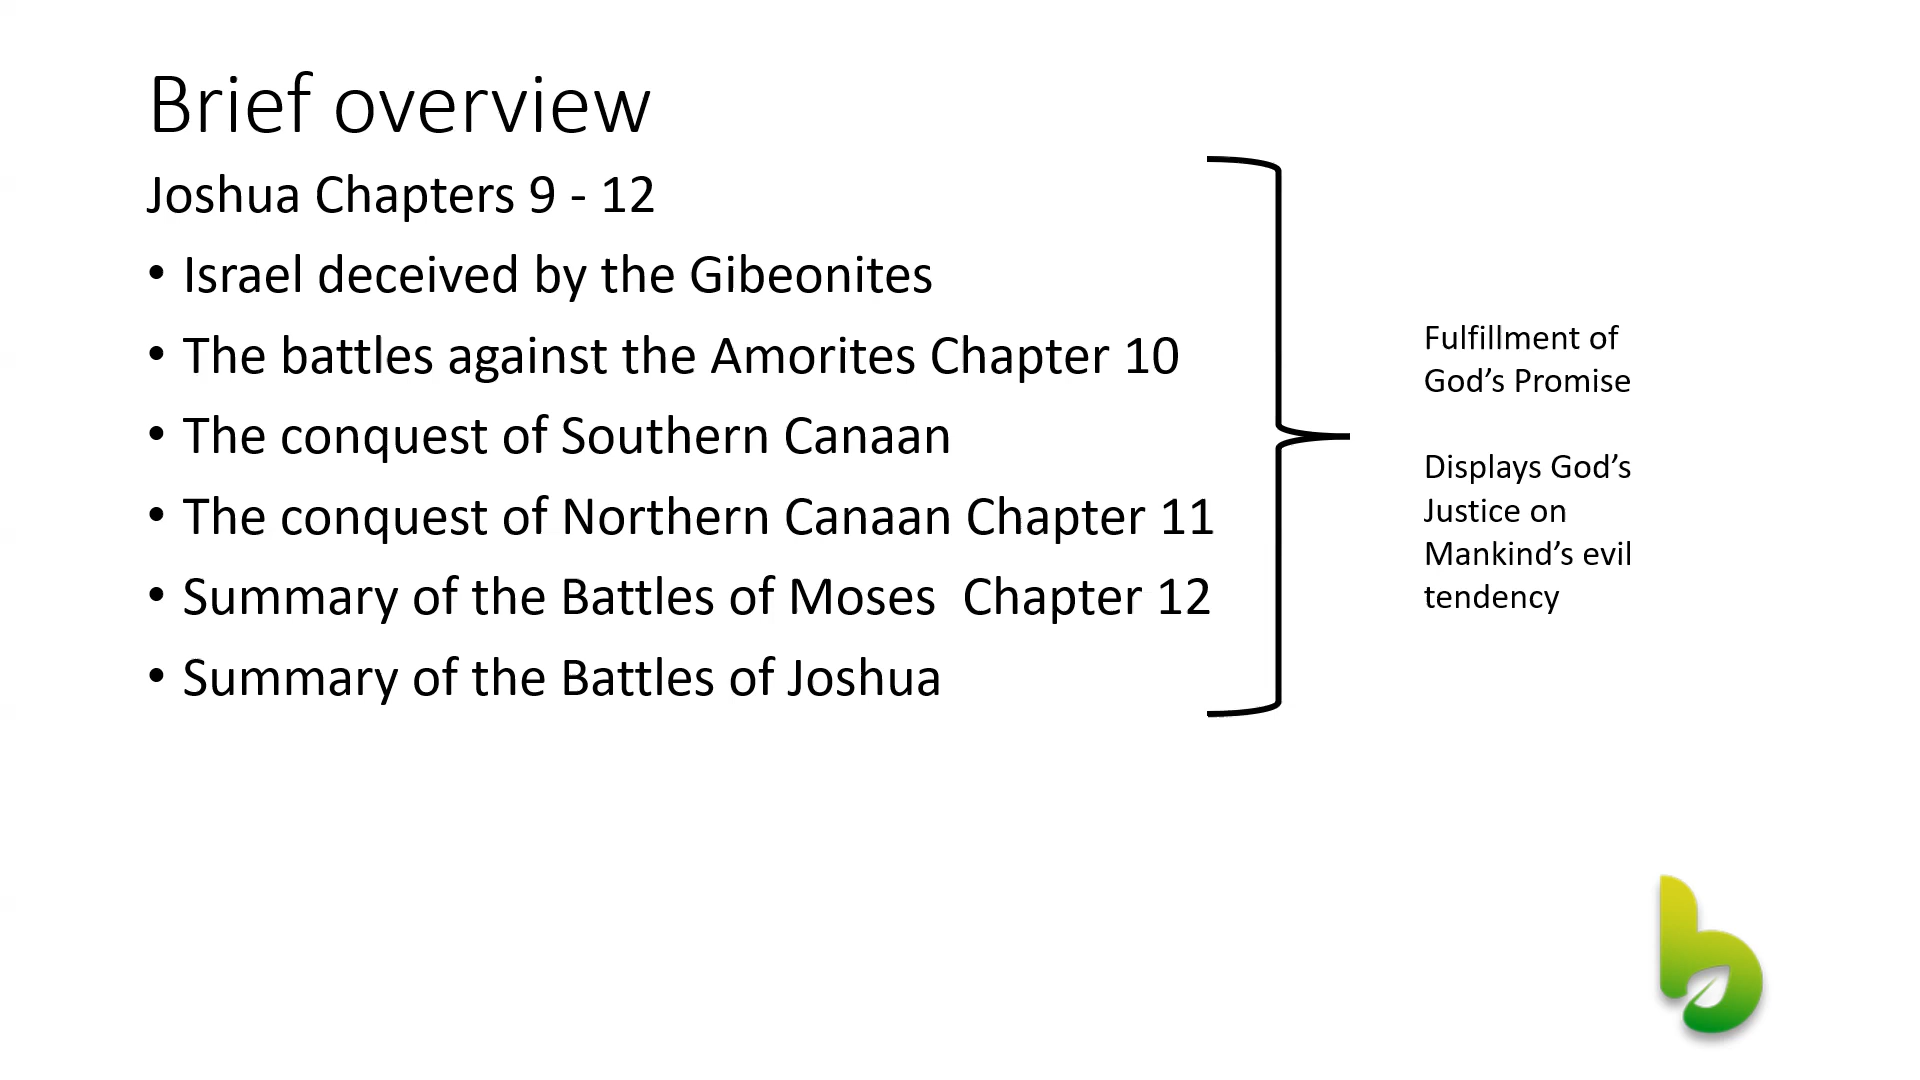 Brief overview
Joshua Chapters 9 - 12
• Israel deceived by the Gibeonites
• The battles against the Amorites Chapter 10
• The conquest of Southern Canaan
• The conquest of Northern Canaan Chapter 11
• Summary of the Battles of Moses  Chapter 12
• Summary of the Battles of Joshua
Fulfillment of
God’s Promise
Displays God’s
Justice on
Mankind’s evil
tendency